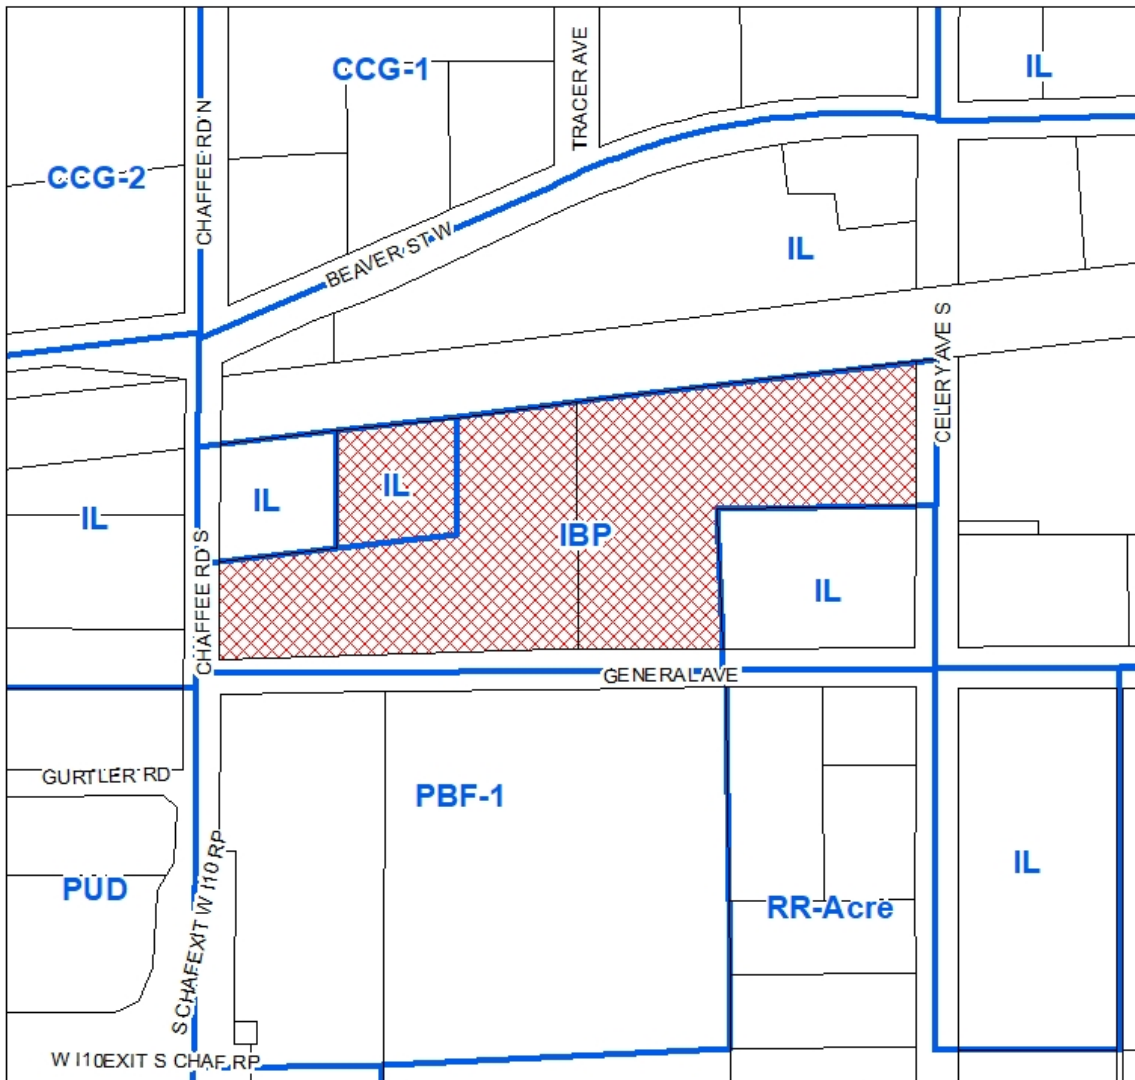 CCG-1
IL
TRACER AVE
CHAFFEE RD N
CCG-2
BEAVER ST W
IL
CELERY AVE S
IL
IL
IL
IBP
IL
CHAFFEE RD S
GENERAL AVE
GURTLER RD
PBF-1
PUD
IL
RR-Acre
S CHAFEXIT W I10 RP
W I10EXIT S CHAF RP